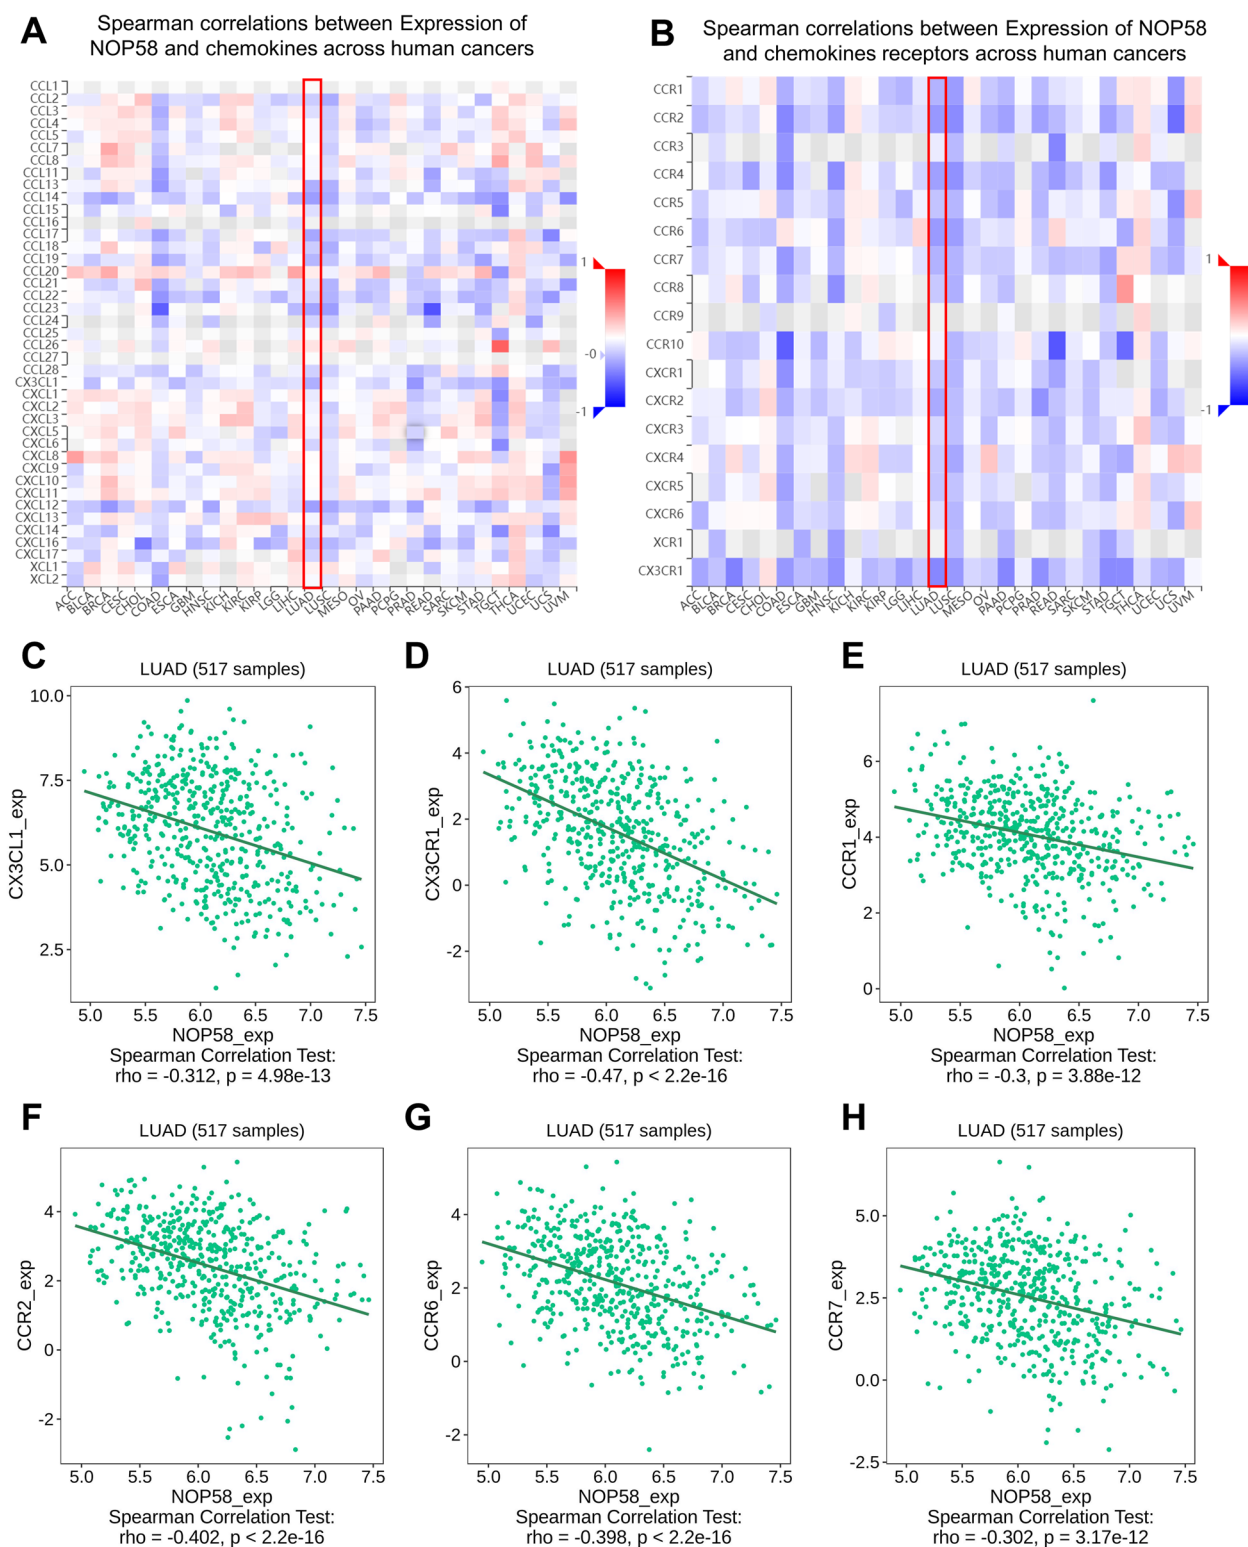 A
Spearman correlations between Expression of
NOP58 and chemokines across human cancers
CCL1
CCL2
CCL3
CCL4
CCL5
CCL7
CCL8
CCL11
CCL13
CCL14
CCL15
CCL16
CCL17
CCL18
CCL19
CCL20
CCL21
CCL22
CCL23
CCL24
CCL25
CCL26
CCL27
CCL28
CX3CL1
CXCL1
CXCL2
CXCL3
CXCL5
CXCL6
CXCL8
CXCL9
CXCL10
CXCL11
CXCL12
CXCL13
CXCL14
CXCL16
CXCL17
XCL1
XCL2
ACC BLCA BRCA CESC CHOL COAD ESCA GBM HNSC KICH KIRC KIRP LGG LIHC LUAD LUSC MESO OV PAAD PCPG PRAD READ SARC SKCM STAD TGCT THCA UCEC UCS UVM
1
-0
-1
B
Spearman correlations between Expression of NOP58
and chemokines receptors across human cancers
CCR1
CCR2
CCR3
CCR4
CCR5
CCR6
CCR7
CCR8
CCR9
CCR10
CXCR1
CXCR2
CXCR3
CXCR4
CXCR5
CXCR6
XCR1
CX3CR1
ACC BLCA BRCA CESC CHOL COAD ESCA GBM HNSC KICH KIRC KIRP LGG LIHC LUAD LUSC MESO OV PAAD PCPG PRAD READ SARC SKCM STAD TGCT THCA UCEC UCS UVM
1
-1
C
LUAD (517 samples)
CX3CL1_exp
10.0
7.5
5.0
2.5
5.0 5.5 6.0 6.5 7.0 7.5
NOP58_exp
Spearman Correlation Test:
rho = -0.312, p = 4.98e-13
D
LUAD (517 samples)
CX3CR1_exp
6
4
2
0
-2
5.0 5.5 6.0 6.5 7.0 7.5
NOP58_exp
Spearman Correlation Test:
rho = -0.47, p < 2.2e-16
E
LUAD (517 samples)
CCR1_exp
6
4
2
0
5.0 5.5 6.0 6.5 7.0 7.5
NOP58_exp
Spearman Correlation Test:
rho = -0.3, p = 3.88e-12
F
LUAD (517 samples)
CCR2_exp
4
2
0
-2
5.0 5.5 6.0 6.5 7.0 7.5
NOP58_exp
Spearman Correlation Test:
rho = -0.402, p < 2.2e-16
G
LUAD (517 samples)
CCR6_exp
4
2
0
-2
5.0 5.5 6.0 6.5 7.0 7.5
NOP58_exp
Spearman Correlation Test:
rho = -0.398, p < 2.2e-16
H
LUAD (517 samples)
CCR7_exp
5.0
2.5
0.0
-2.5
5.0 5.5 6.0 6.5 7.0 7.5
NOP58_exp
Spearman Correlation Test:
rho = -0.302, p = 3.17e-12